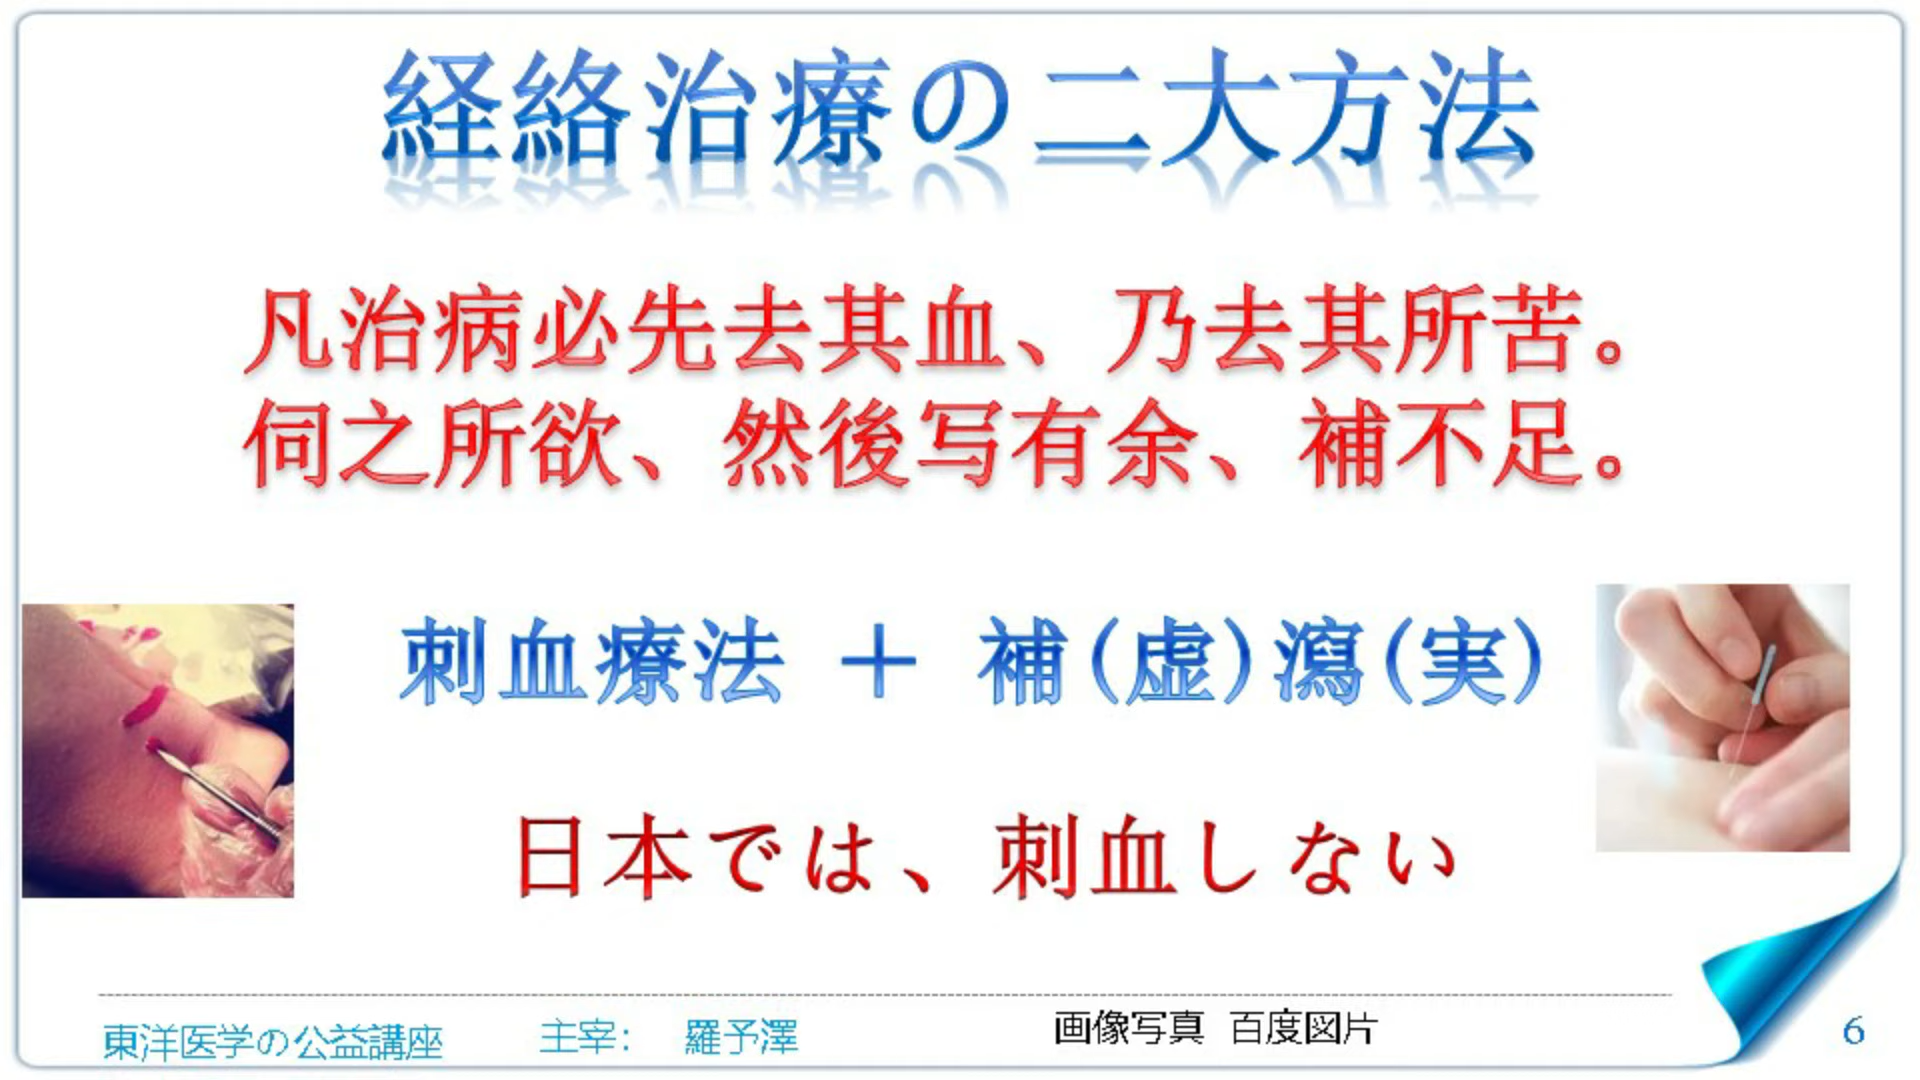 経絡治療の二大方法
凡治病必先去其血、乃去其所苦。
伺之所欲、然後写有余、補不足。
刺血療法 ＋ 補(虚)瀉(実)
日本では、刺血しない
東洋医学の公益講座 主宰： 羅予澤 画像写真 百度図片 6